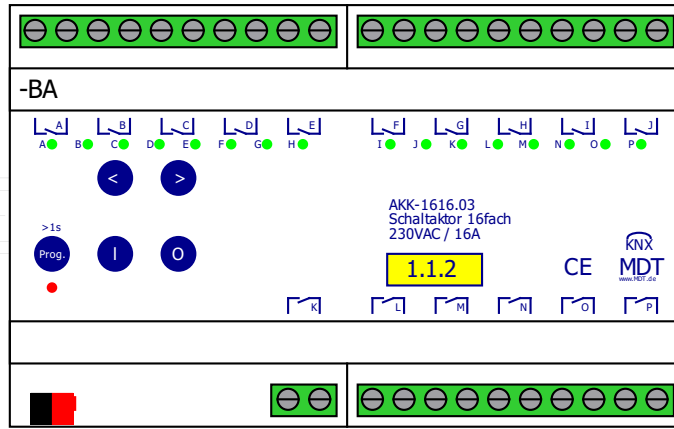 -BA
A B C D E F G H I J
A B C D E F G H I J K L M N O P
< >
AKK-1616.03
Schaltaktor 16fach
230VAC / 16A
>1s
Prog. I O
1.1.2
CE
KNX
MDT
www.MDT.de
K L M N O P